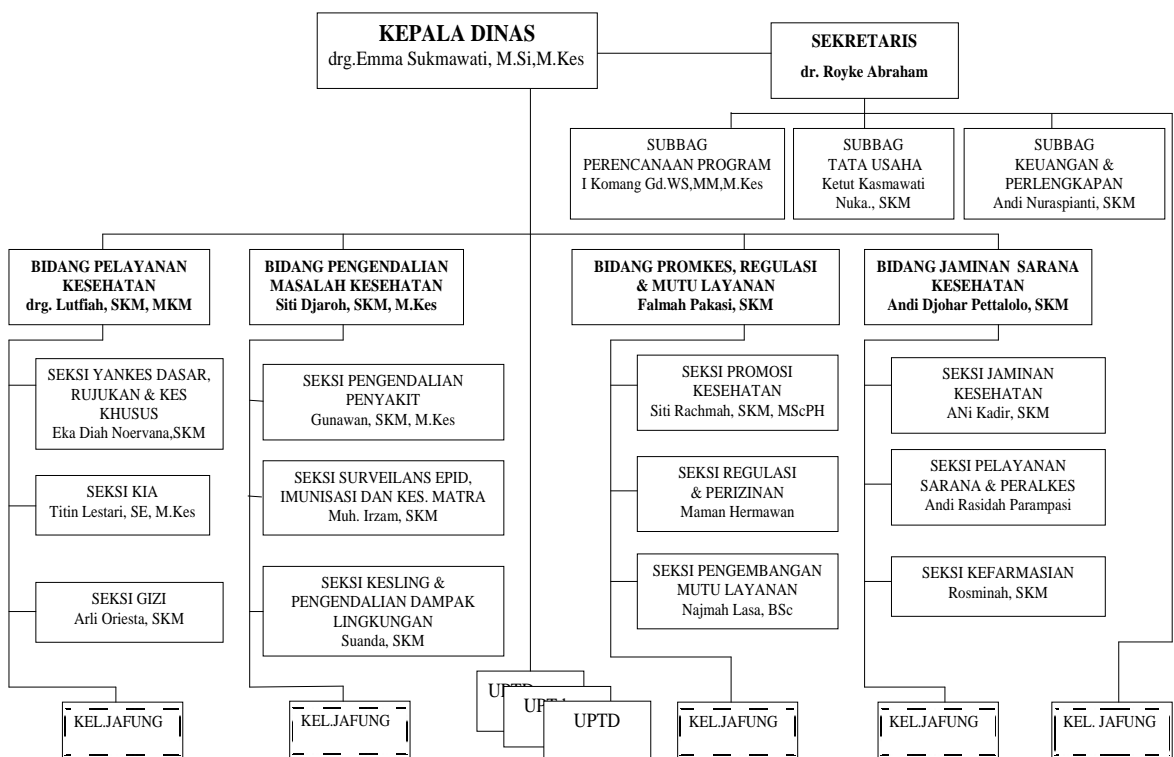 KEPALA DINAS
drg.Emma Sukmawati, M.Si,M.Kes
SEKRETARIS
dr. Royke Abraham
SUBBAG
PERENCANAAN PROGRAM
I Komang Gd.WS,MM,M.Kes
SUBBAG
TATA USAHA
Ketut Kasmawati
Nuka., SKM
SUBBAG
KEUANGAN &
PERLENGKAPAN
Andi Nuraspianti, SKM
BIDANG PELAYANAN
KESEHATAN
drg. Lutfiah, SKM, MKM
BIDANG PENGENDALIAN
MASALAH KESEHATAN
Siti Djaroh, SKM, M.Kes
BIDANG PROMKES, REGULASI
& MUTU LAYANAN
Falmah Pakasi, SKM
BIDANG JAMINAN SARANA
KESEHATAN
Andi Djohar Pettalolo, SKM
SEKSI YANKES DASAR,
RUJUKAN & KES
KHUSUS
Eka Diah Noervana,SKM
SEKSI KIA
Titin Lestari, SE, M.Kes
SEKSI GIZI
Arli Oriesta, SKM
SEKSI PENGENDALIAN
PENYAKIT
Gunawan, SKM, M.Kes
SEKSI SURVEILANS EPID,
IMUNISASI DAN KES. MATRA
Muh. Irzam, SKM
SEKSI KESLING &
PENGENDALIAN DAMPAK
LINGKUNGAN
Suanda, SKM
SEKSI PROMOSI
KESEHATAN
Siti Rachmah, SKM, MScPH
SEKSI REGULASI
& PERIZINAN
Maman Hermawan
SEKSI PENGEMBANGAN
MUTU LAYANAN
Najmah Lasa, BSc
SEKSI JAMINAN
KESEHATAN
ANi Kadir, SKM
SEKSI PELAYANAN
SARANA & PERALKES
Andi Rasidah Parampasi
SEKSI KEFARMASIAN
Rosminah, SKM
KEL.JAFUNG
KEL.JAFUNG
UPTD
KEL.JAFUNG
KEL.JAFUNG
KEL. JAFUNG